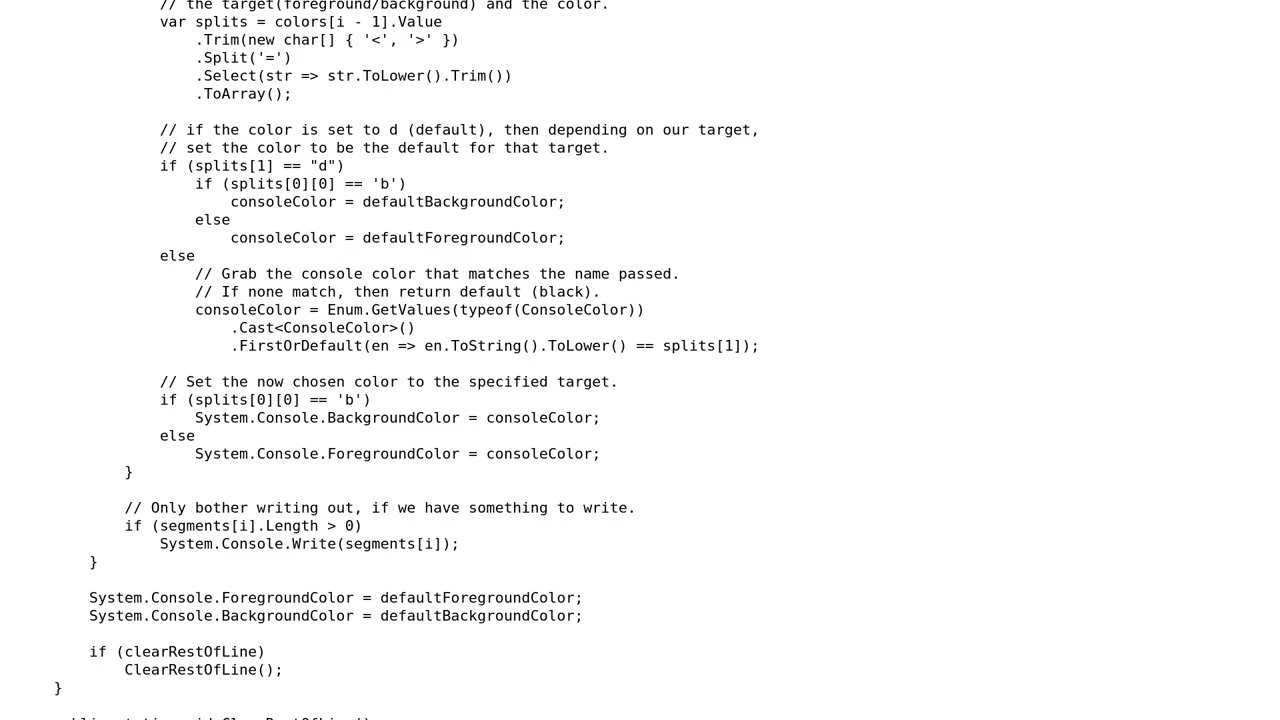 // the target(foreground/background) and the color.
var splits = colors[i - 1].Value
.Trim(new char[] { '<', '>' })
.Split('=')
.Select(str => str.ToLower().Trim())
.ToArray();
// if the color is set to d (default), then depending on our target,
// set the color to be the default for that target.
if (splits[1] == "d")
if (splits[0][0] == 'b')
consoleColor = defaultBackgroundColor;
else
consoleColor = defaultForegroundColor;
else
// Grab the console color that matches the name passed.
// If none match, then return default (black).
consoleColor = Enum.GetValues(typeof(ConsoleColor))
.Cast<ConsoleColor>()
.FirstOrDefault(en => en.ToString().ToLower() == splits[1]);
// Set the now chosen color to the specified target.
if (splits[0][0] == 'b')
System.Console.BackgroundColor = consoleColor;
else
System.Console.ForegroundColor = consoleColor;
}
// Only bother writing out, if we have something to write.
if (segments[i].Length > 0)
System.Console.Write(segments[i]);
}
System.Console.ForegroundColor = defaultForegroundColor;
System.Console.BackgroundColor = defaultBackgroundColor;
if (clearRestOfLine)
ClearRestOfLine();
}